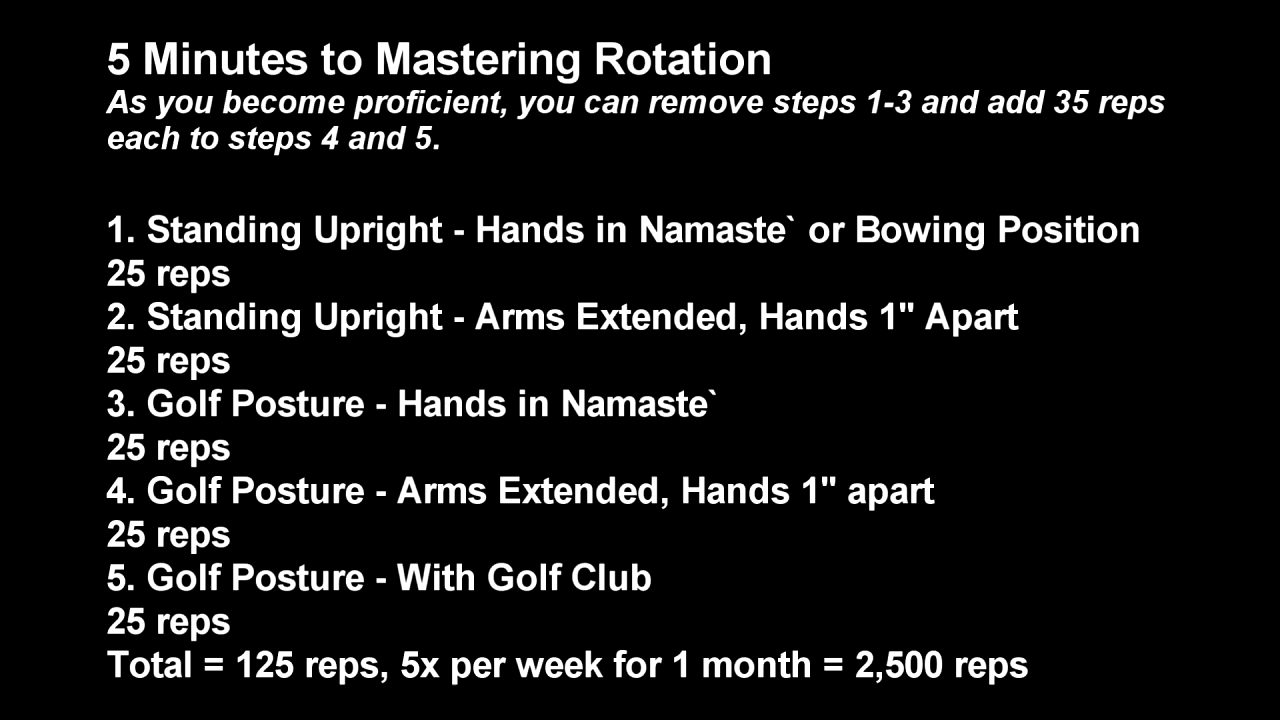 5 Minutes to Mastering Rotation
As you become proficient, you can remove steps 1-3 and add 35 reps
each to steps 4 and 5.
1. Standing Upright - Hands in Namaste` or Bowing Position
25 reps
2. Standing Upright - Arms Extended, Hands 1" Apart
25 reps
3. Golf Posture - Hands in Namaste`
25 reps
4. Golf Posture - Arms Extended, Hands 1" apart
25 reps
5. Golf Posture - With Golf Club
25 reps
Total = 125 reps, 5x per week for 1 month = 2,500 reps